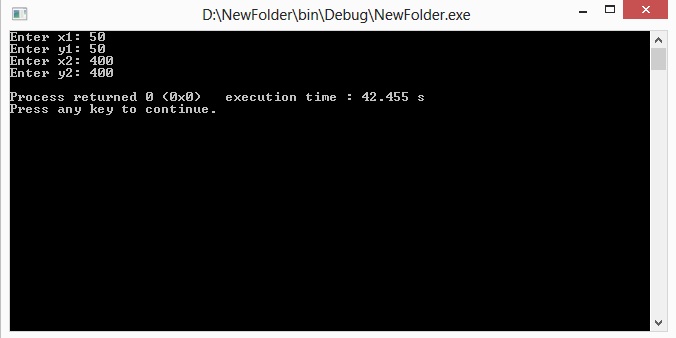 D:\NewFolder\bin\Debug\NewFolder.exe
Enter x1: 50
Enter y1: 50
Enter x2: 400
Enter y2: 400
Process returned 0 (0x0)   execution time : 42.455 s
Press any key to continue.